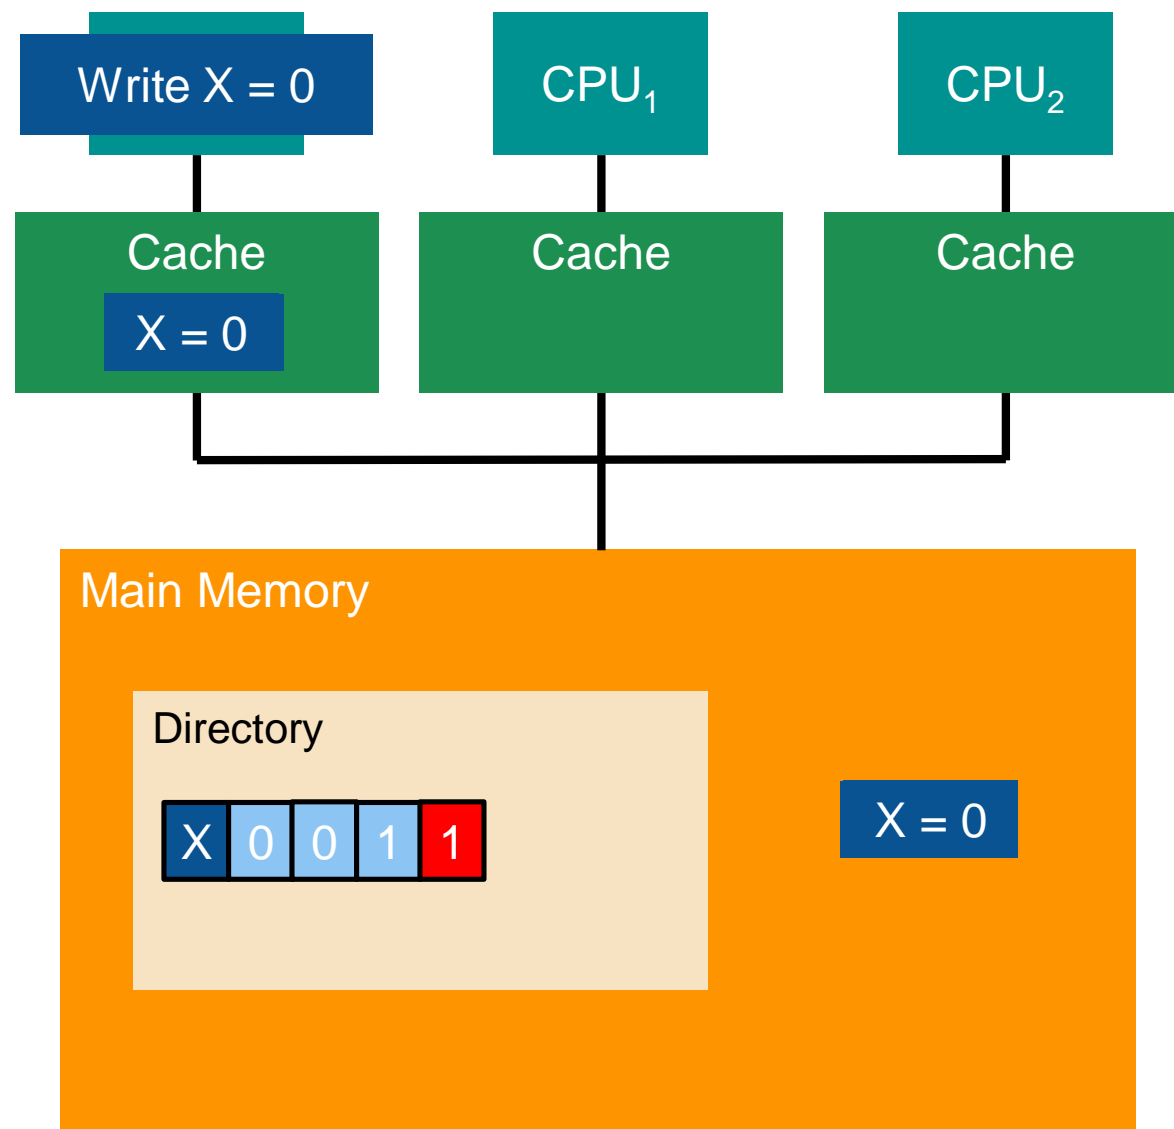 Write X = 0
CPU₁
CPU₂
Cache
Cache
Cache
X = 0
Main Memory
Directory
X 0 0 1 1
X = 0